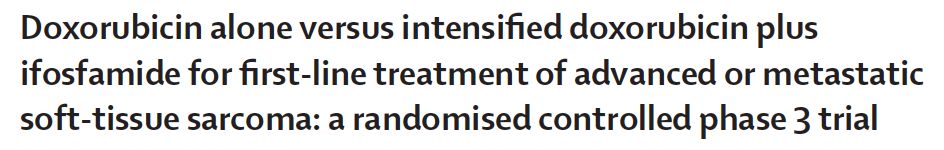 Doxorubicin alone versus intensified doxorubicin plus
ifosfamide for first-line treatment of advanced or metastatic
soft-tissue sarcoma: a randomised controlled phase 3 trial